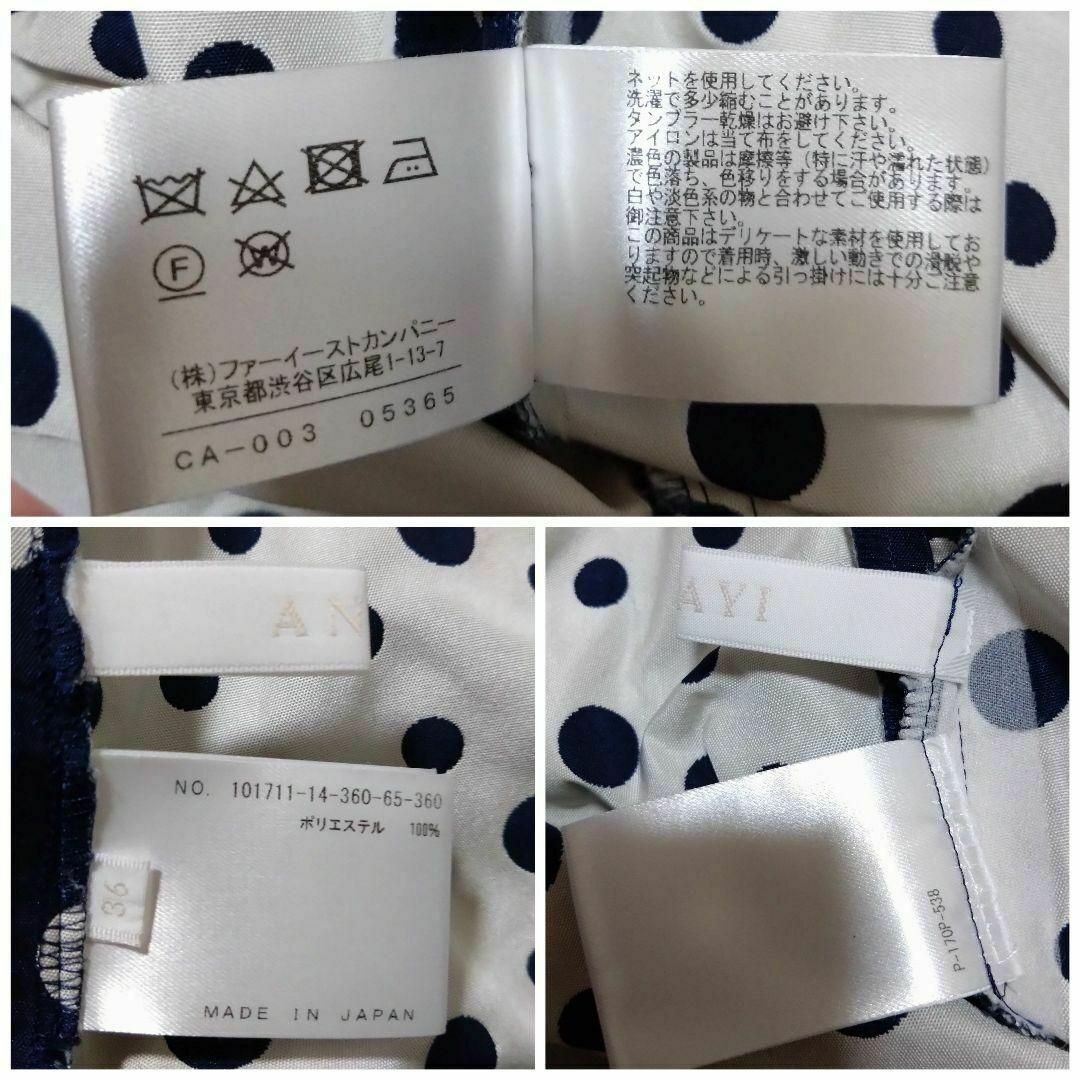 (株)ファーイーストカンパニー
東京都渋谷区広尾1-13-7
CA-003 05365
ネットを使用してください。
洗濯で多少縮むことがあります。
タンブラー乾燥はお避け下さい。
アイロンは当て布をしてください。
濃色の製品は摩擦等(特に汗や濡れた状態)
で色落ち、色移りをする場合があります。
白や淡色系の物と合わせてご使用する際は
御注意下さい。
この商品はデリケートな素材を使用してお
りますので着用時、激しい動きでの滑脱や
突起物などによる引っ掛けには十分ご注意
ください。
AN
NO. 101711-14-360-65-360
ポリエステル 100%
36
MADE IN JAPAN
AYI
P-170P-538